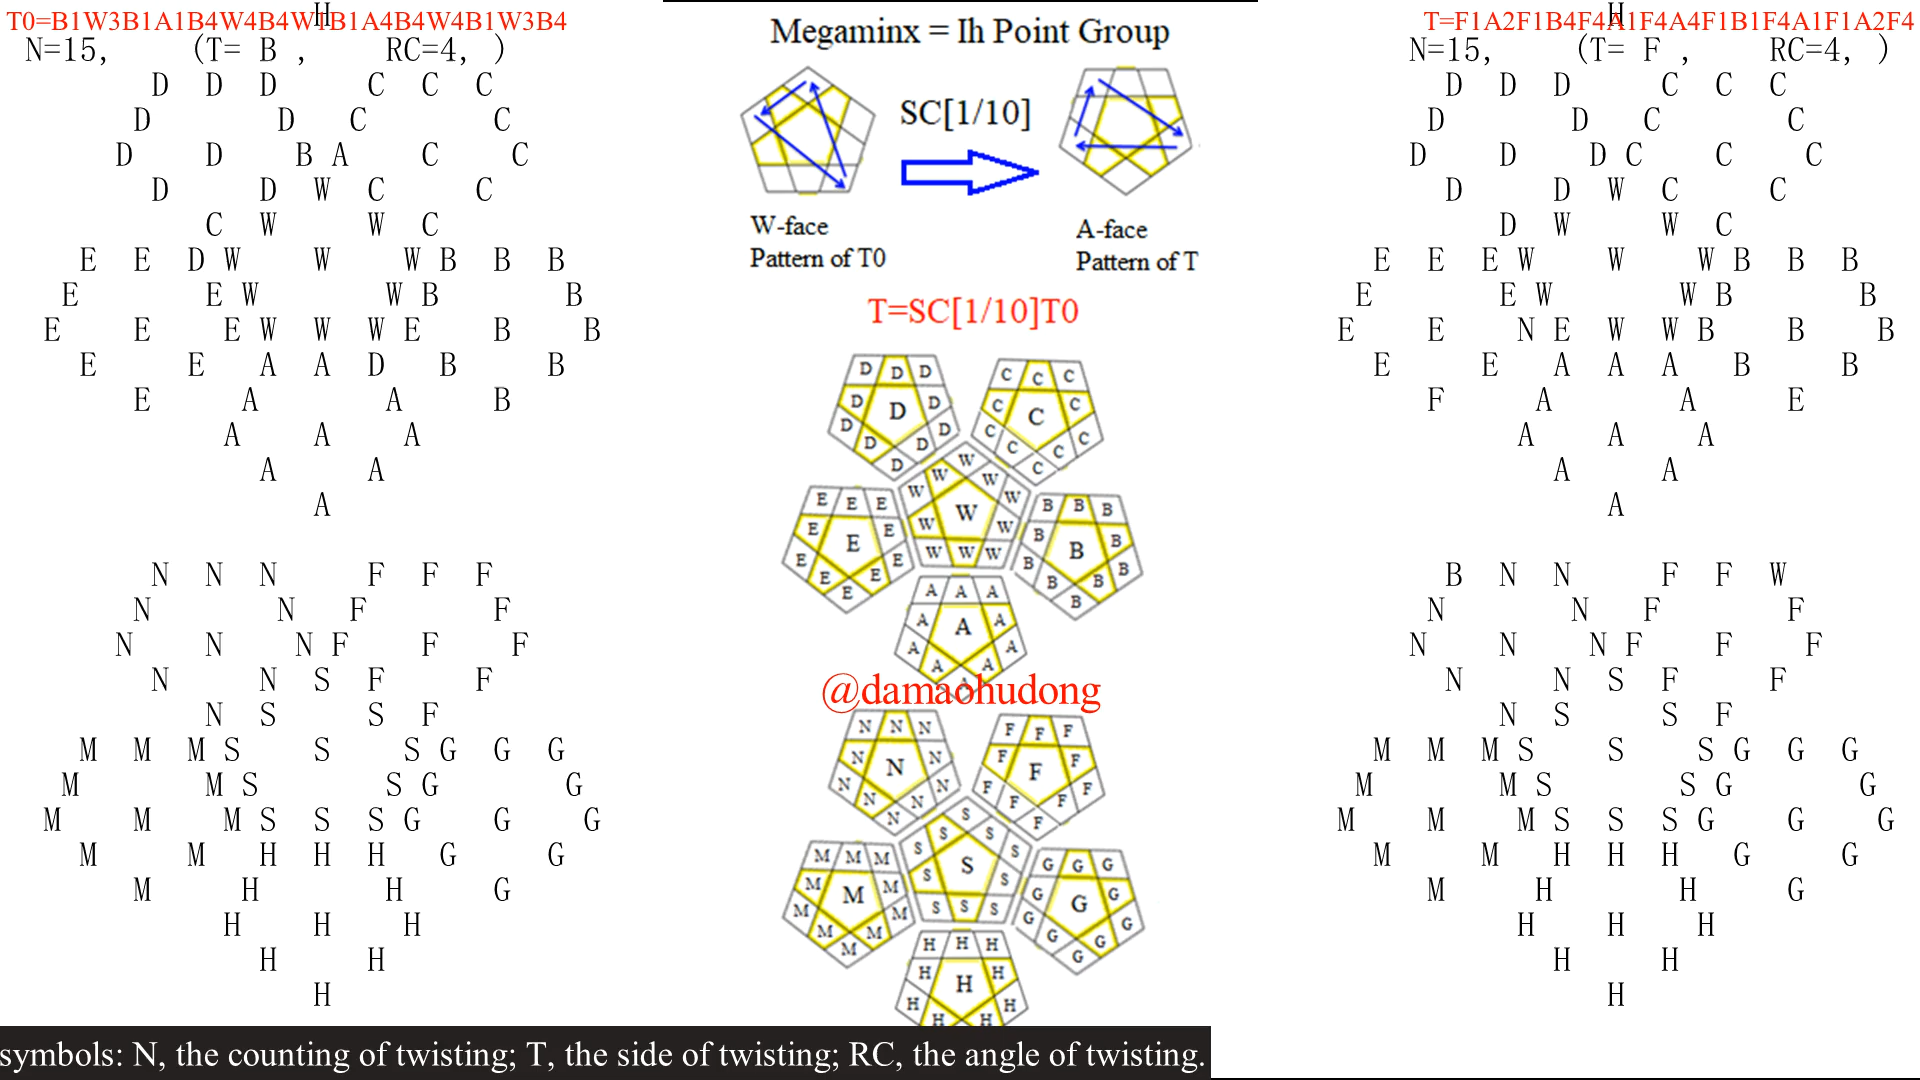 H
T0=B1W3B1A1B4W4B4W1B1A4B4W4B1W3B4
N=15, (T= B , RC=4, )
D D D C C C
D D C C
D D B A C C
D D W C C
C W W C
E E D W W W B B B
E E W W B B
E E E W W W E B B
E E A A D B B
E A A B
A A A
A A
A
N N N F F F
N N F F
N N N F F F
N N S F F
N S S F
M M M S S S G G G
M M S S G G
M M M S S S G G G
M M H H H G G
M H H G
H H H
H H
H
Megaminx = Ih Point Group
SC[1/10]
W-face
Pattern of T0
A-face
Pattern of T
T=SC[1/10]T0
D D D
D D
D
D D
D D
D
C C C
C C
C
C C
C C
C
W
W W
W W
W
W W
W W W
E E E
E E
E
E E
E E
E
B B B
B B
B
B B
B B
B
A A A
A A
A
A A
A A
A
@damaohudong
N N N
N N
N
N N
N N
N
F F F
F F
F
F F
F F
F
S
S S
S S
S
S S
S S S
M M M
M M
M
M M
M M
M
G G G
G G
G
G G
G G
G
H H H
H H
H
H H
H H
H
T=F1A2F1B4F4A1F4A4F1B1F4A1F1A2F4
N=15, (T= F , RC=4, )
D D D C C C
D D C C
D D D C C C
D D W C C
D W W C
E E E W W W B B B
E E W W B B
E E N E W W B B B
E E A A A B B
F A A E
A A A
A A
A
B N N F F W
N N F F
N N N F F F
N N S F F
N S S F
M M M S S S G G G
M M S S G G
M M M S S S G G G
M M H H H G G
M H H G
H H H
H H
H
symbols: N, the counting of twisting; T, the side of twisting; RC, the angle of twisting.